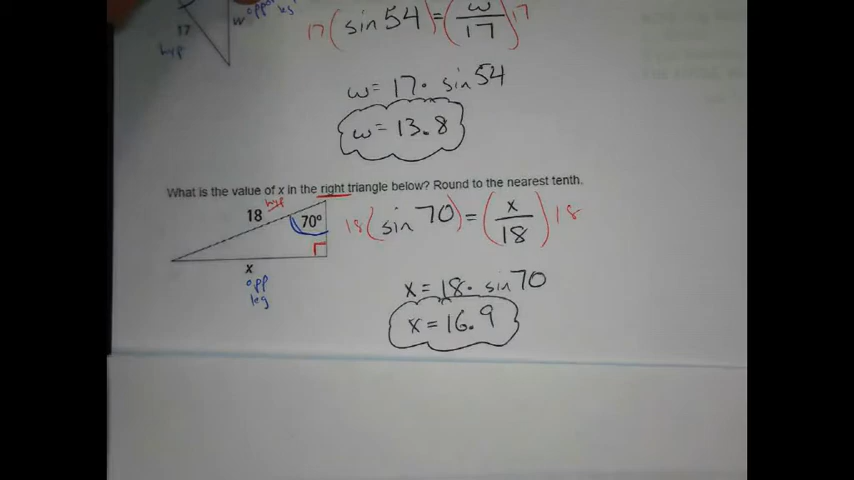 17
hyp
w opp leg
17 (sin 54) = (w/17) 17
w = 17 · sin 54
w = 13.8
What is the value of x in the right triangle below? Round to the nearest tenth.
hyp
18
70°
18 (sin 70) = (x/18) 18
x
opp
leg
x = 18 · sin 70
x = 16.9